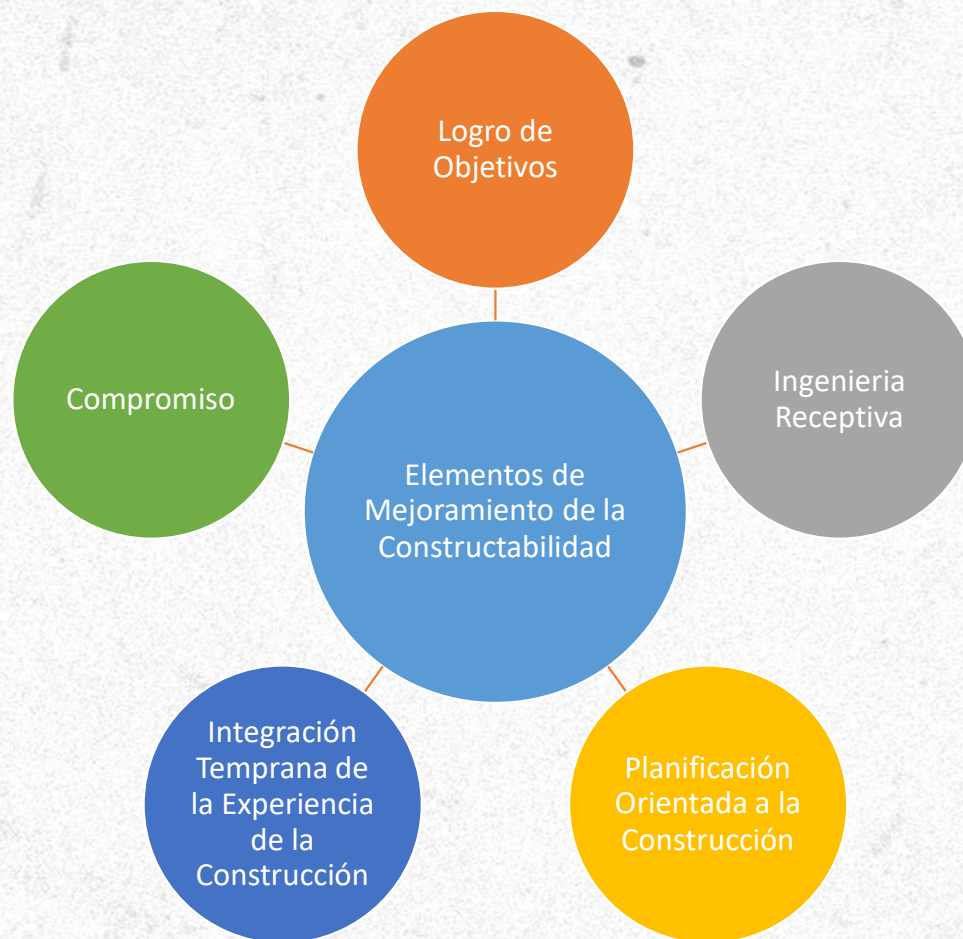 Logro de
Objetivos
Compromiso
Ingenieria
Receptiva
Elementos de
Mejoramiento de la
Constructabilidad
Integración
Temprana de
la Experiencia
de la
Construcción
Planificación
Orientada a la
Construcción